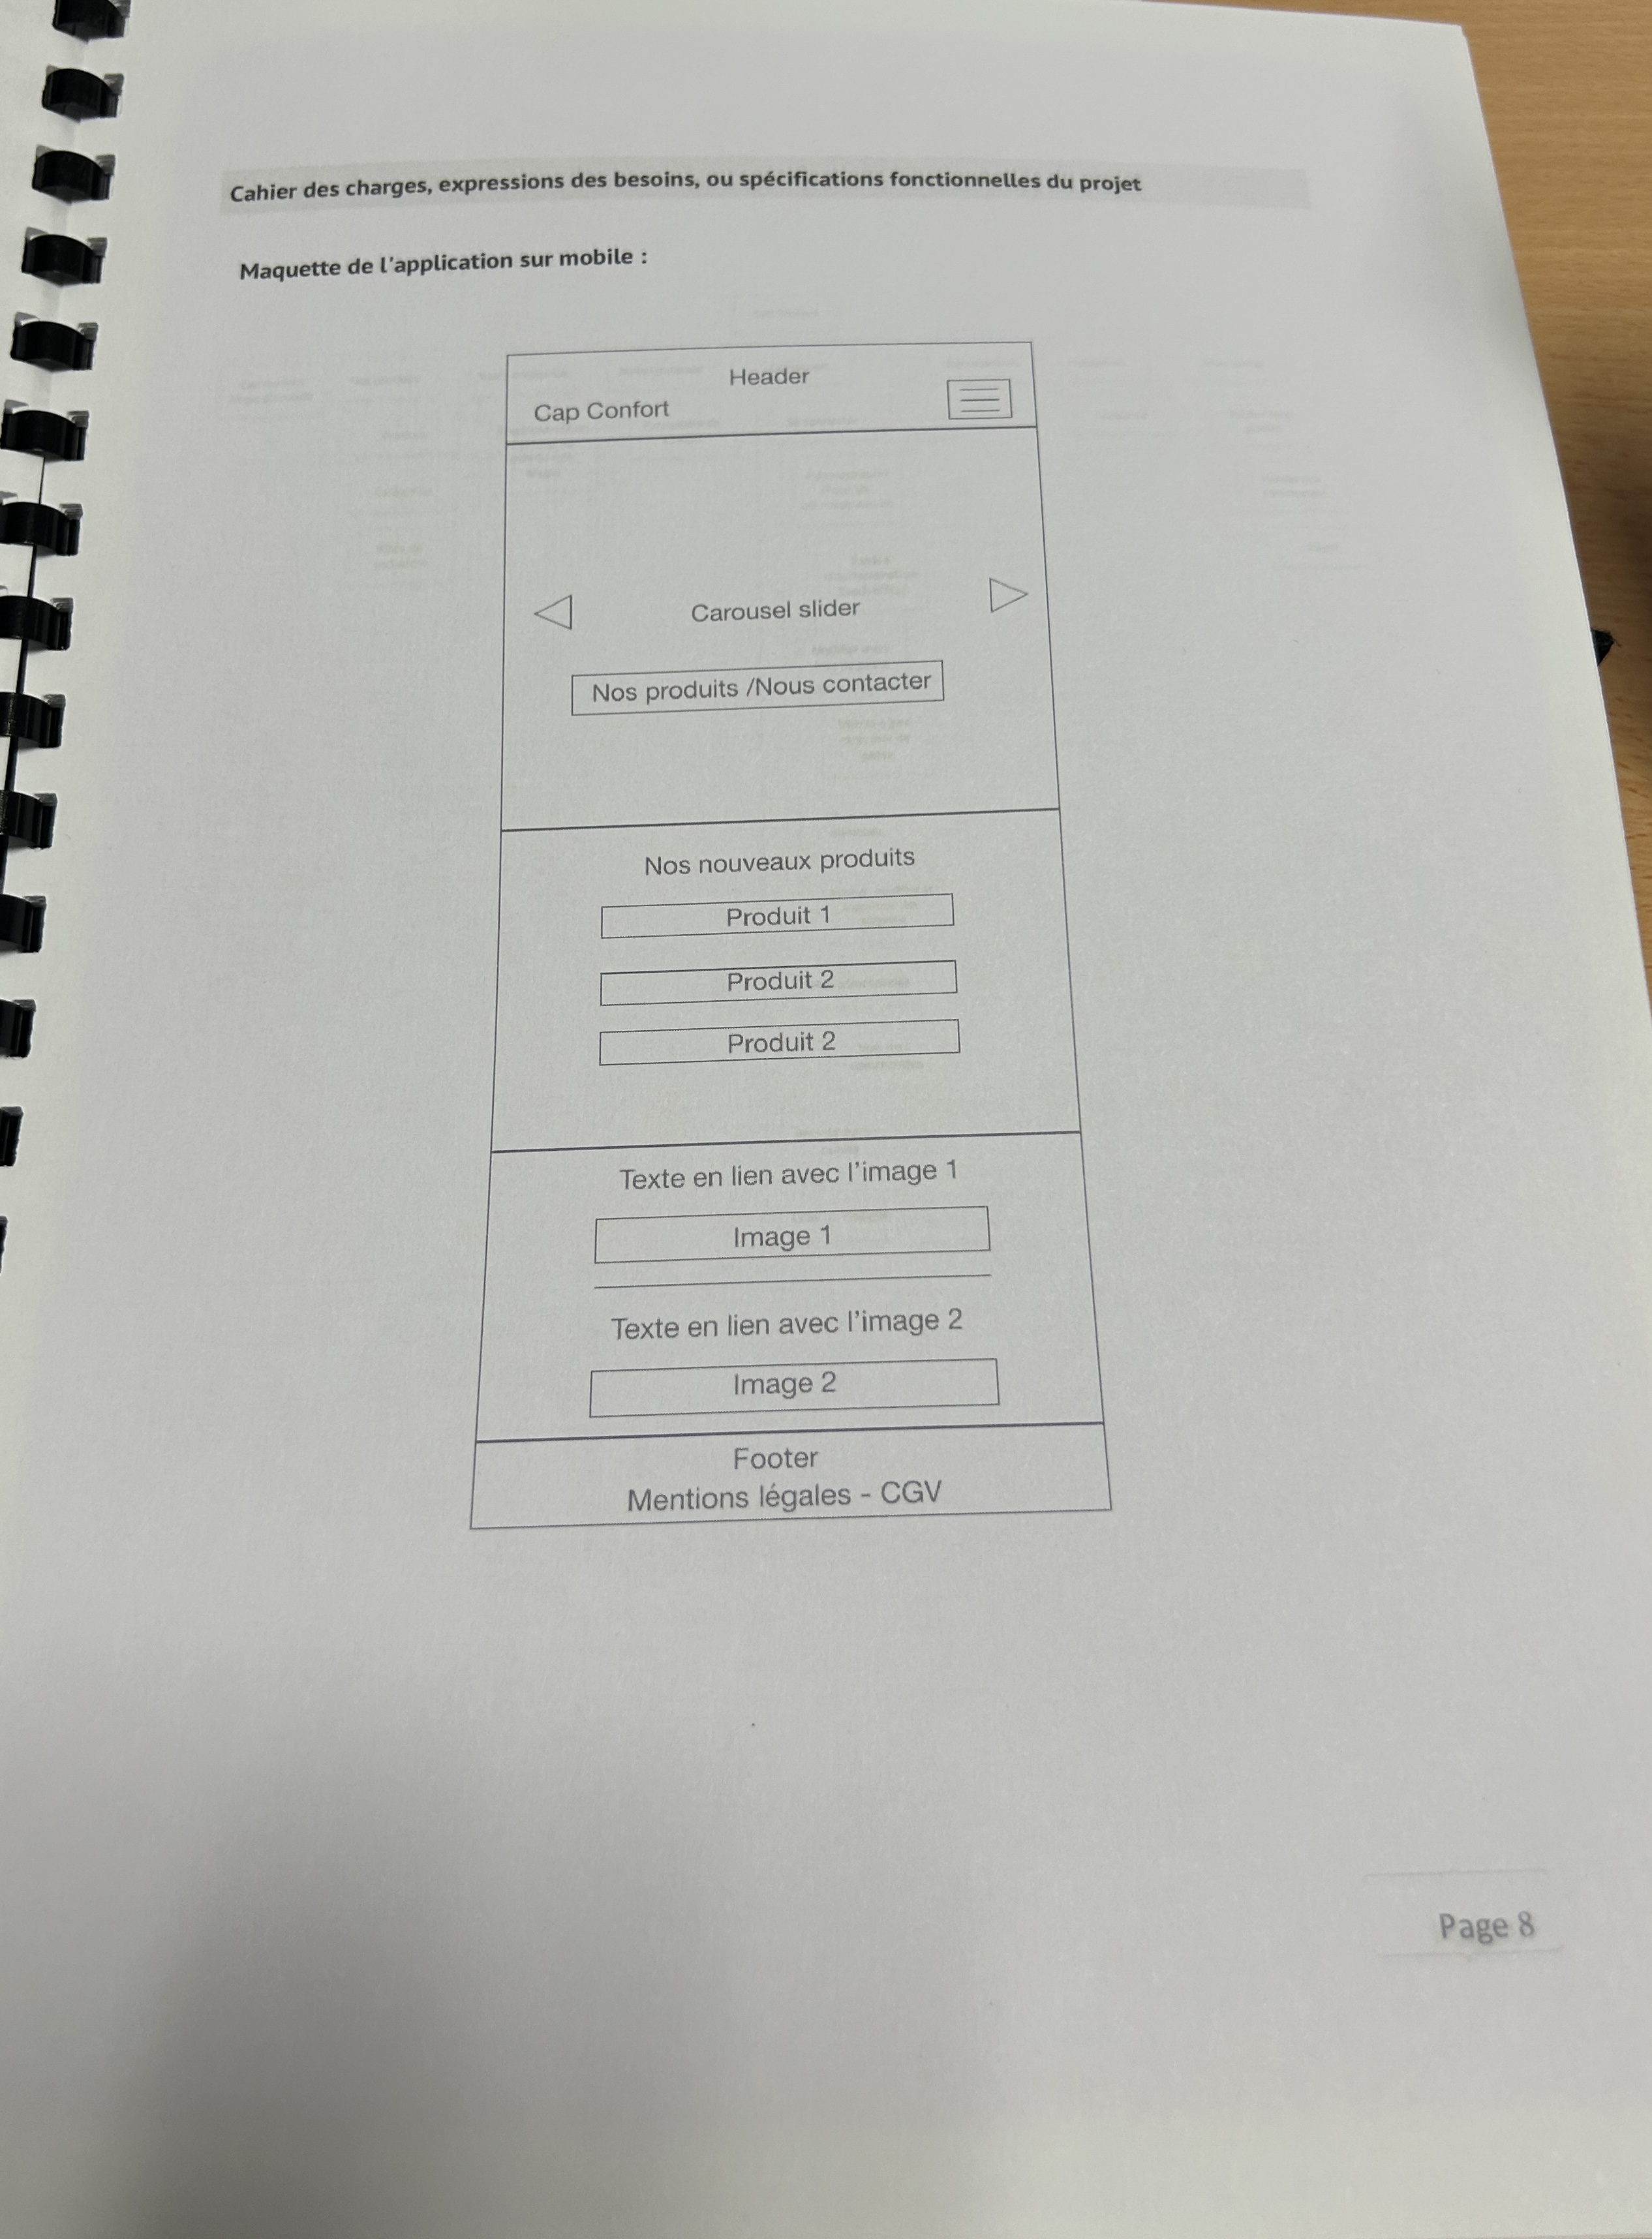 Cahier des charges, expressions des besoins, ou spécifications fonctionnelles du projet
Maquette de l'application sur mobile :
Header
Cap Confort
Carousel slider
Nos produits /Nous contacter
Nos nouveaux produits
Produit 1
Produit 2
Produit 2
Texte en lien avec l'image 1
Image 1
Texte en lien avec l'image 2
Image 2
Footer
Mentions légales - CGV
Page 8